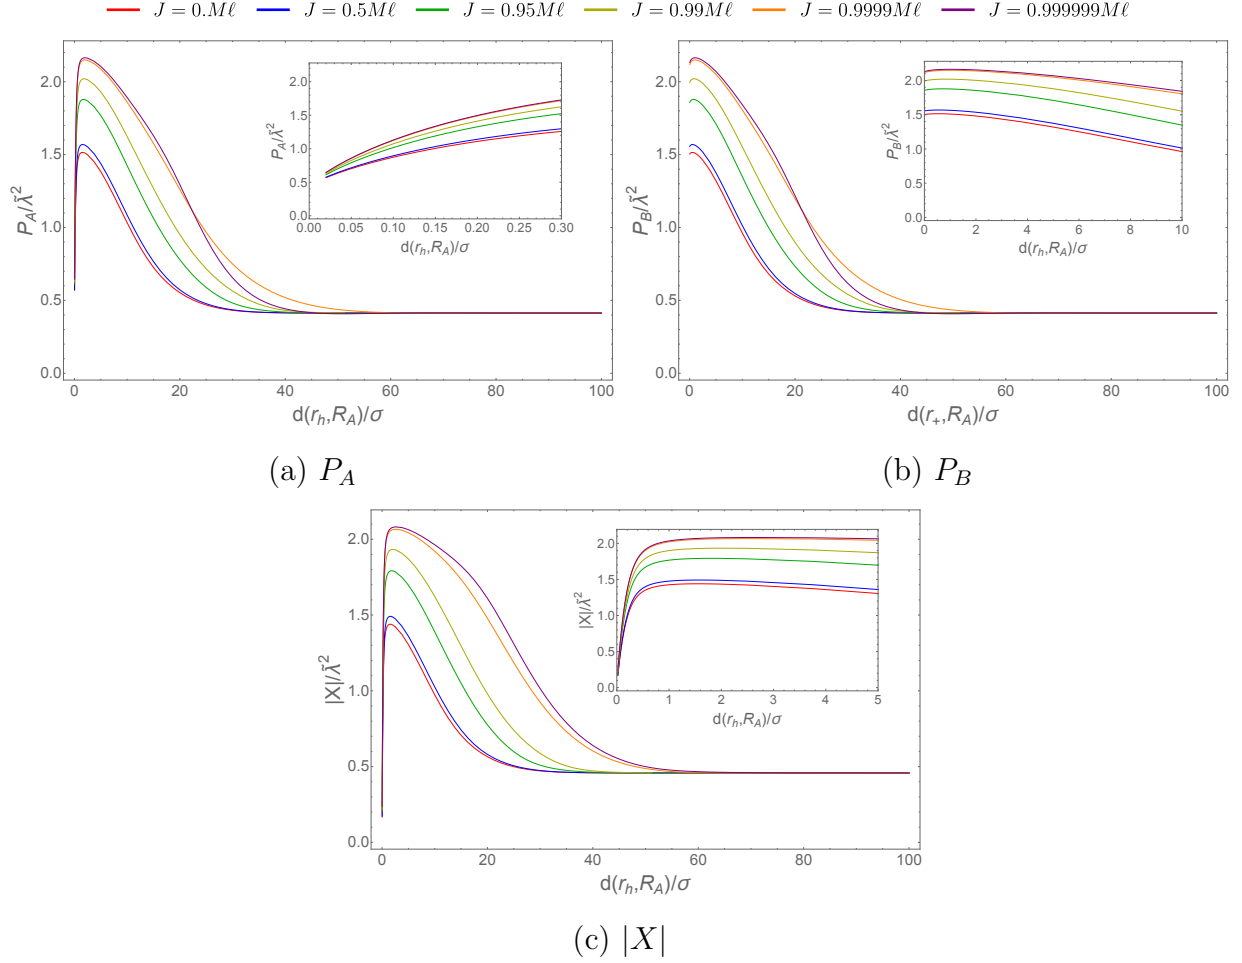 J = 0.Mℓ J = 0.5Mℓ J = 0.95Mℓ J = 0.99Mℓ J = 0.9999Mℓ J = 0.999999Mℓ
P_A/λ̃²
2.0
1.5
1.0
0.5
0.0
0 20 40 60 80 100
d(r_h,R_A)/σ
P_A/λ̃²
2.0
1.5
1.0
0.5
0.0
0.00 0.05 0.10 0.15 0.20 0.25 0.30
d(r_h,R_A)/σ
(a) P_A
P_B/λ̃²
2.0
1.5
1.0
0.5
0.0
0 20 40 60 80 100
d(r_+,R_A)/σ
P_B/λ̃²
2.0
1.5
1.0
0.5
0.0
0 2 4 6 8 10
d(r_h,R_A)/σ
(b) P_B
|X|/λ̃²
2.0
1.5
1.0
0.5
0.0
0 20 40 60 80 100
d(r_h,R_A)/σ
|X|/λ̃²
2.0
1.5
1.0
0.5
0.0
0 1 2 3 4 5
d(r_h,R_A)/σ
(c) |X|